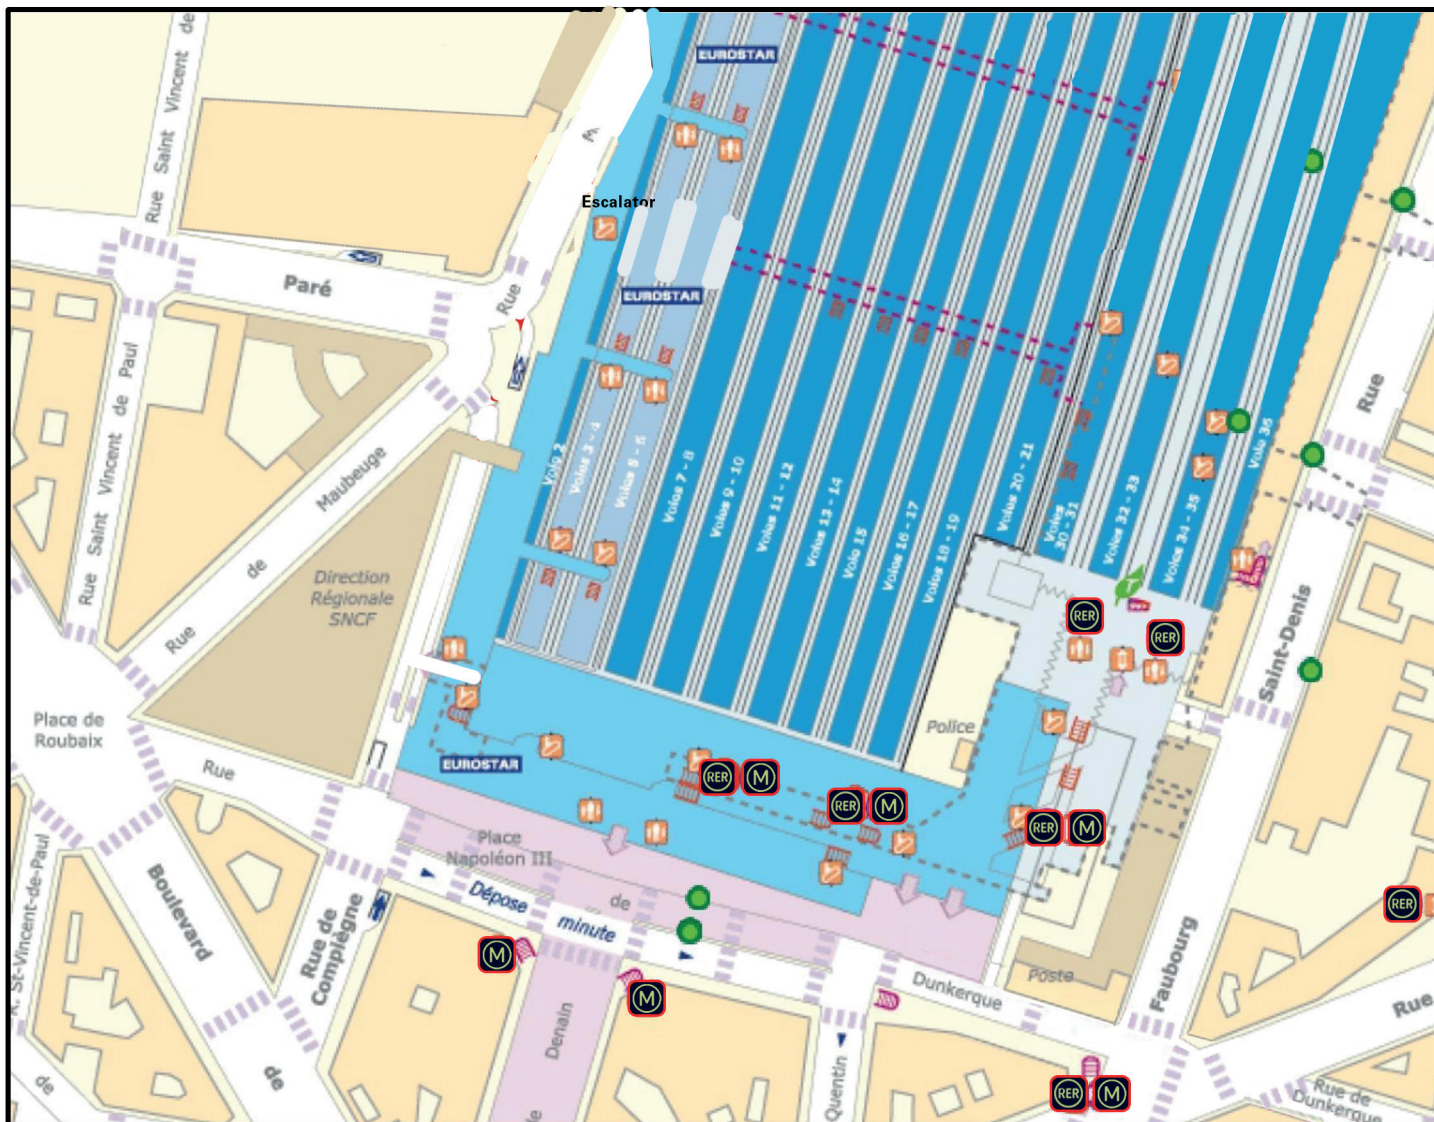 EUROSTAR
Rue Saint Vincent de
Escalator
Paré
Rue
EUROSTAR
Rue
Rue Saint Vincent de Paul
Maubeuge
de
Rue
Voie 2
Voies 3 - 4
Voies 5 - 6
Voies 7 - 8
Voies 9 - 10
Voies 11 - 12
Voies 13 - 14
Voie 15
Voies 16 - 17
Voies 18 - 19
Voies 20 - 21
Voies
30 - 31
Voies 32 - 33
Voies 34 - 35
Voie 36
Direction
Régionale
SNCF
RER
RER
Saint-Denis
Place de
Roubaix
Police
Rue
EUROSTAR
RER M
RER M
RER M
Place
Napoléon III
de
Dépose
minute
R. St-Vincent-de-Paul
Boulevard
de
Rue de
Compiègne
M
M
RER
Faubourg
Poste
Dunkerque
Rue
Denain
Quentin
de
RER M
Rue de
Dunkerque